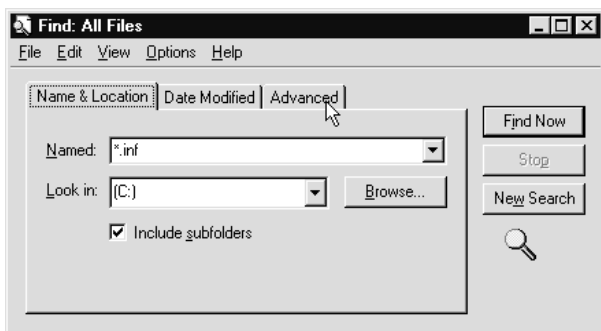 Find: All Files
File Edit View Options Help
Name & Location Date Modified Advanced
Find Now
Named: *.inf
Stop
Look in: (C:) Browse...
New Search
Include subfolders